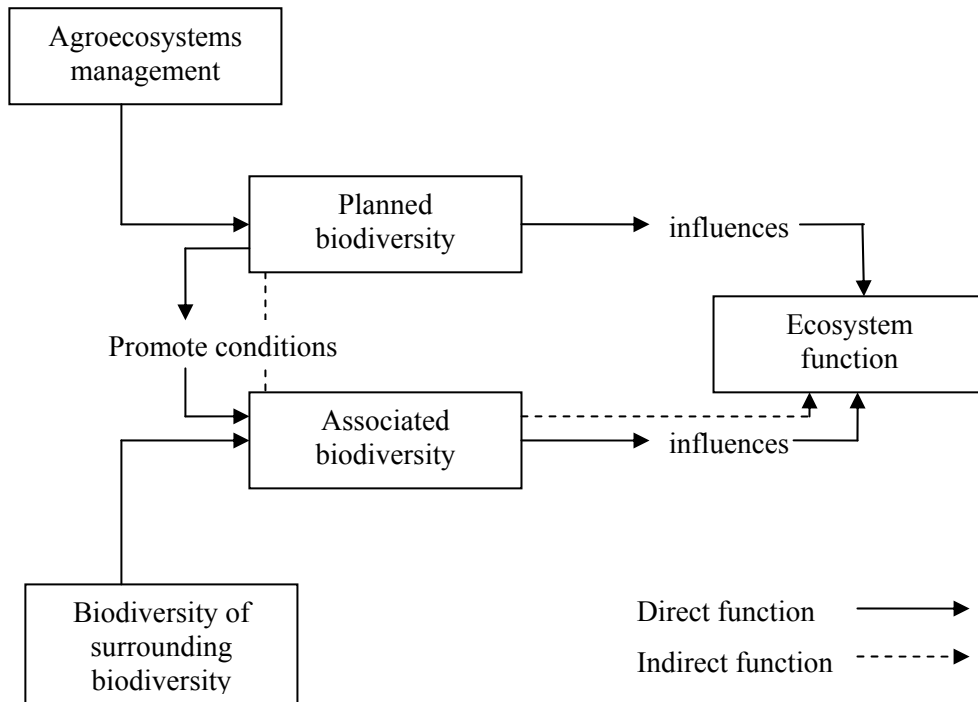 Agroecosystems
management
Planned
biodiversity
influences
Promote conditions
Ecosystem
function
Associated
biodiversity
influences
Biodiversity of
surrounding
biodiversity
Direct function
Indirect function